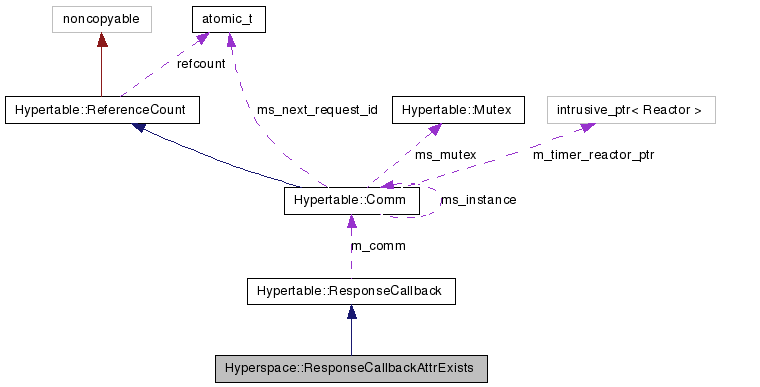 noncopyable
atomic_t
refcount
Hypertable::ReferenceCount
ms_next_request_id
Hypertable::Mutex
intrusive_ptr< Reactor >
ms_mutex
m_timer_reactor_ptr
Hypertable::Comm
ms_instance
m_comm
Hypertable::ResponseCallback
Hyperspace::ResponseCallbackAttrExists